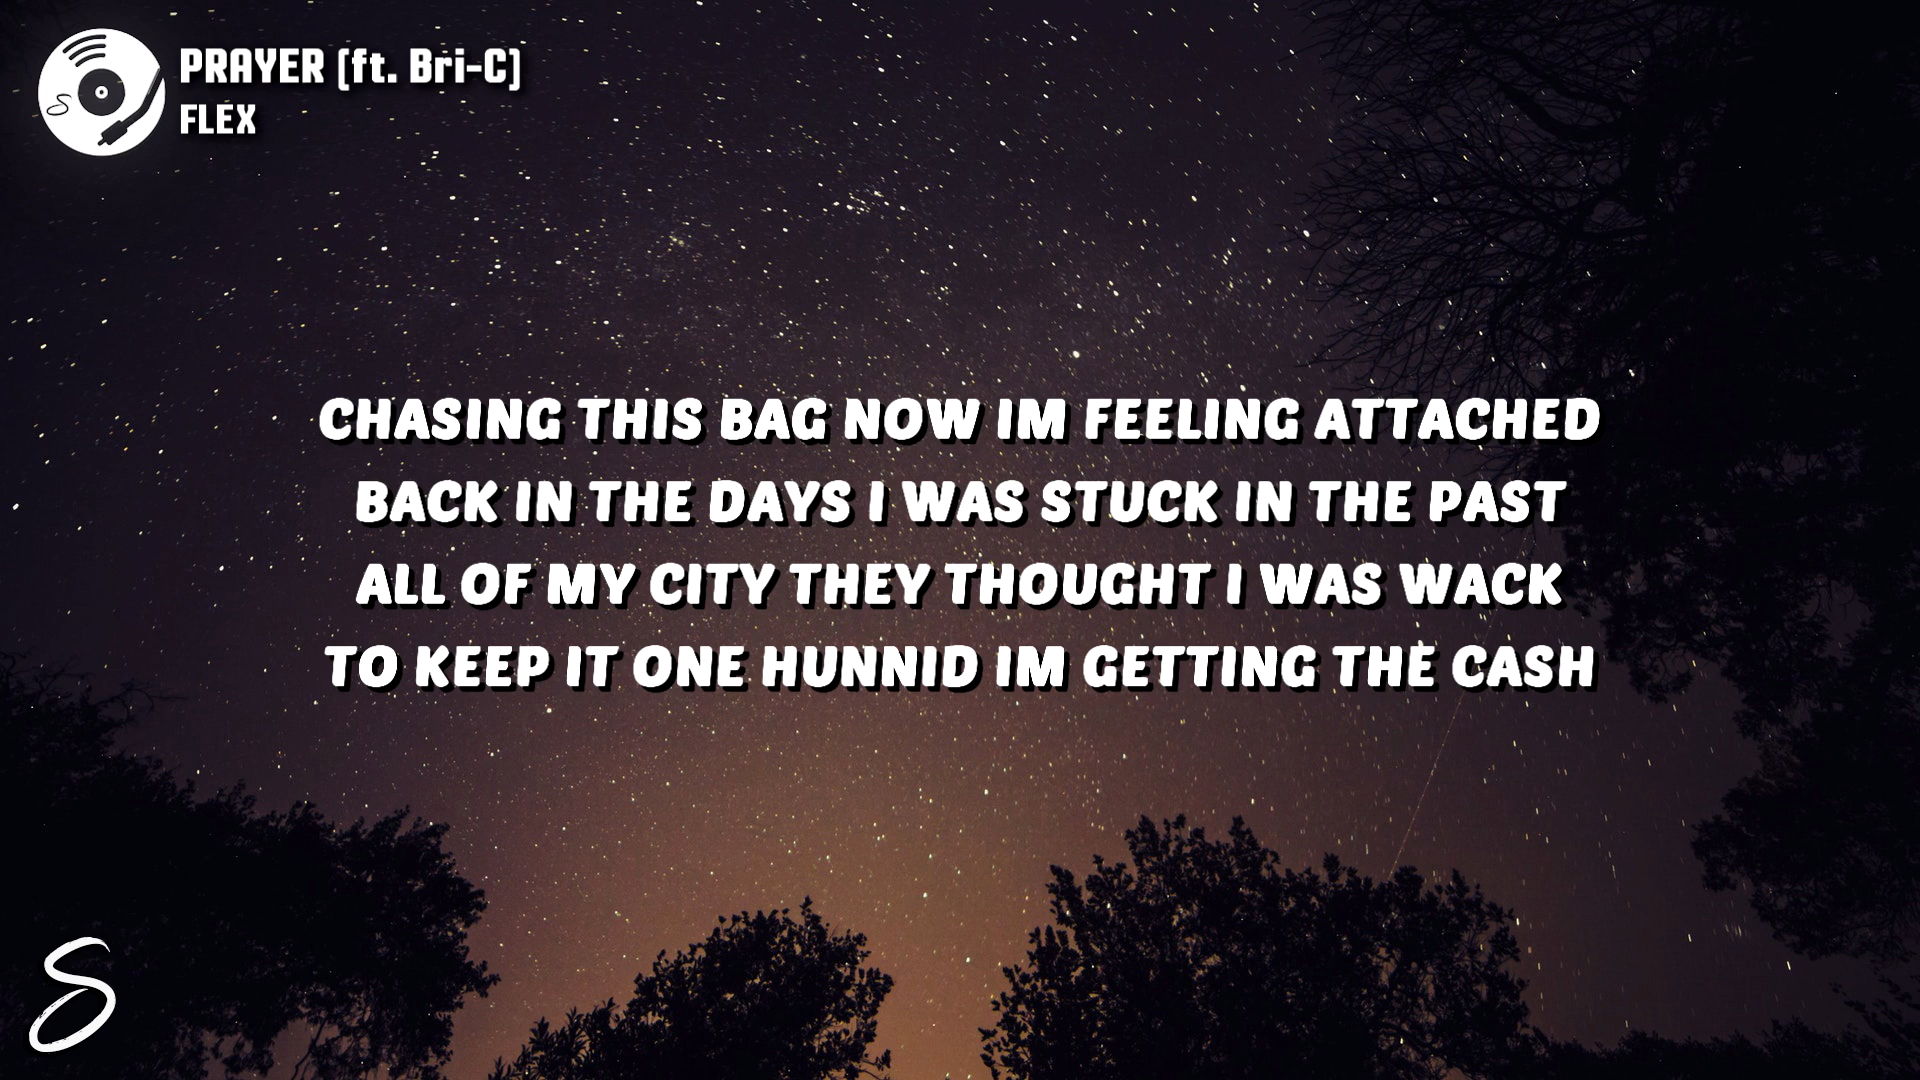 PRAYER [ft. Bri-C]
FLEX
CHASING THIS BAG NOW IM FEELING ATTACHED
BACK IN THE DAYS I WAS STUCK IN THE PAST
ALL OF MY CITY THEY THOUGHT I WAS WACK
TO KEEP IT ONE HUNNID IM GETTING THE CASH
S